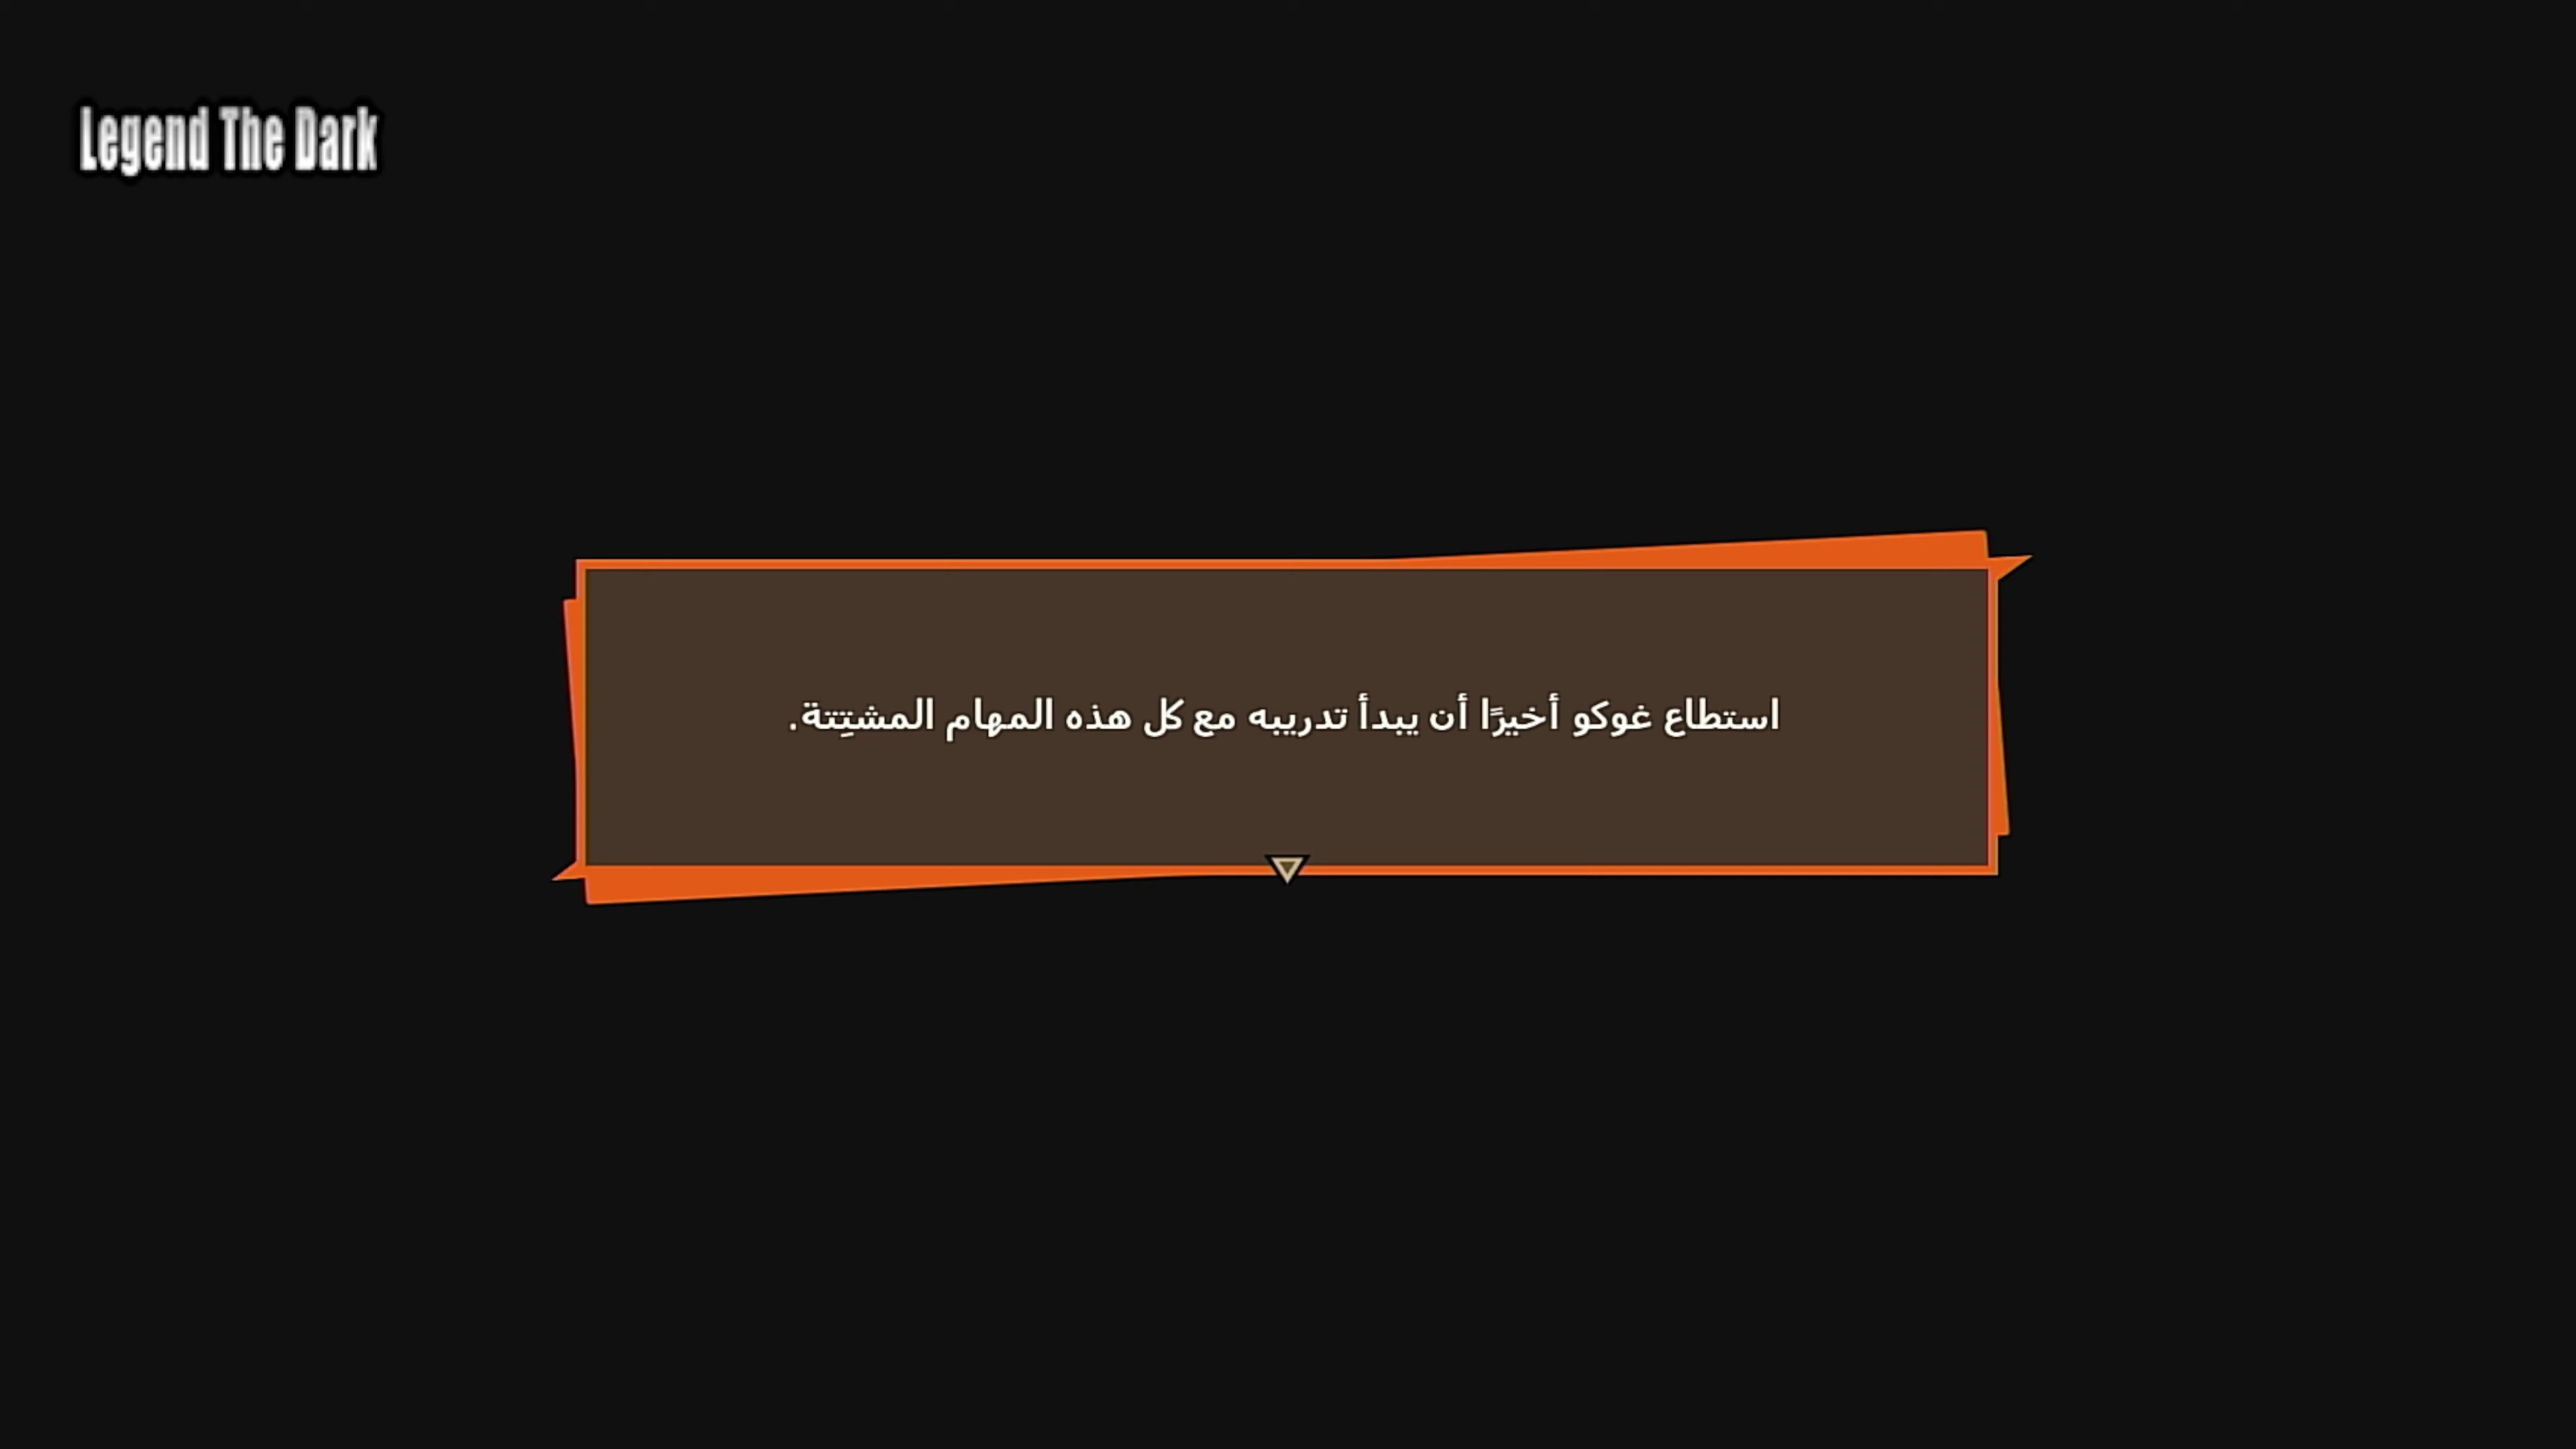 Legend The Dark
استطاع غوكو أخيرًا أن يبدأ تدريبه مع كل هذه المهام المشتِتة.